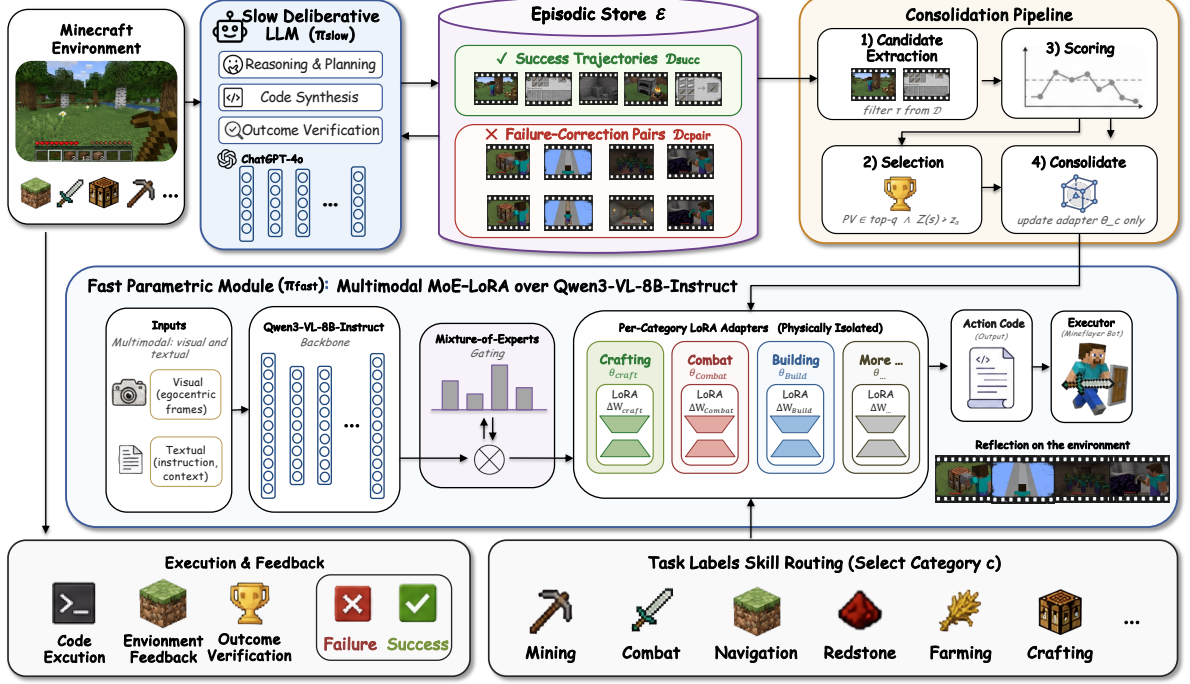 Minecraft
Environment
Slow Deliberative
LLM (πslow)
Reasoning & Planning
Code Synthesis
Outcome Verification
ChatGPT-4o
...
...
Episodic Store ℰ
✓ Success Trajectories 𝒟succ
✕ Failure-Correction Pairs 𝒟cpair
Consolidation Pipeline
1) Candidate
Extraction
filter τ from 𝒟
3) Scoring
2) Selection
PV ∈ top-q ∧ Z(s) > zₐ
4) Consolidate
update adapter θ_c only
Fast Parametric Module (πfast): Multimodal MoE-LoRA over Qwen3-VL-8B-Instruct
Inputs
Multimodal: visual and
textual
Visual
(egocentric
frames)
Textual
(instruction,
context)
Qwen3-VL-8B-Instruct
Backbone
...
Mixture-of-Experts
Gating
Per-Category LoRA Adapters (Physically Isolated)
Crafting
θcraft
LoRA
ΔWcraft
Combat
θCombat
LoRA
ΔWCombat
Building
θBuild
LoRA
ΔWBuild
More ...
θ...
LoRA
ΔW...
Action Code
(Output)
</>
Executor
(Mineflayer Bot)
Reflection on the environment
Execution & Feedback
Code
Excution
Envionment
Feedback
Outcome
Verification
Failure
Success
Task Labels Skill Routing (Select Category c)
Mining
Combat
Navigation
Redstone
Farming
Crafting
...